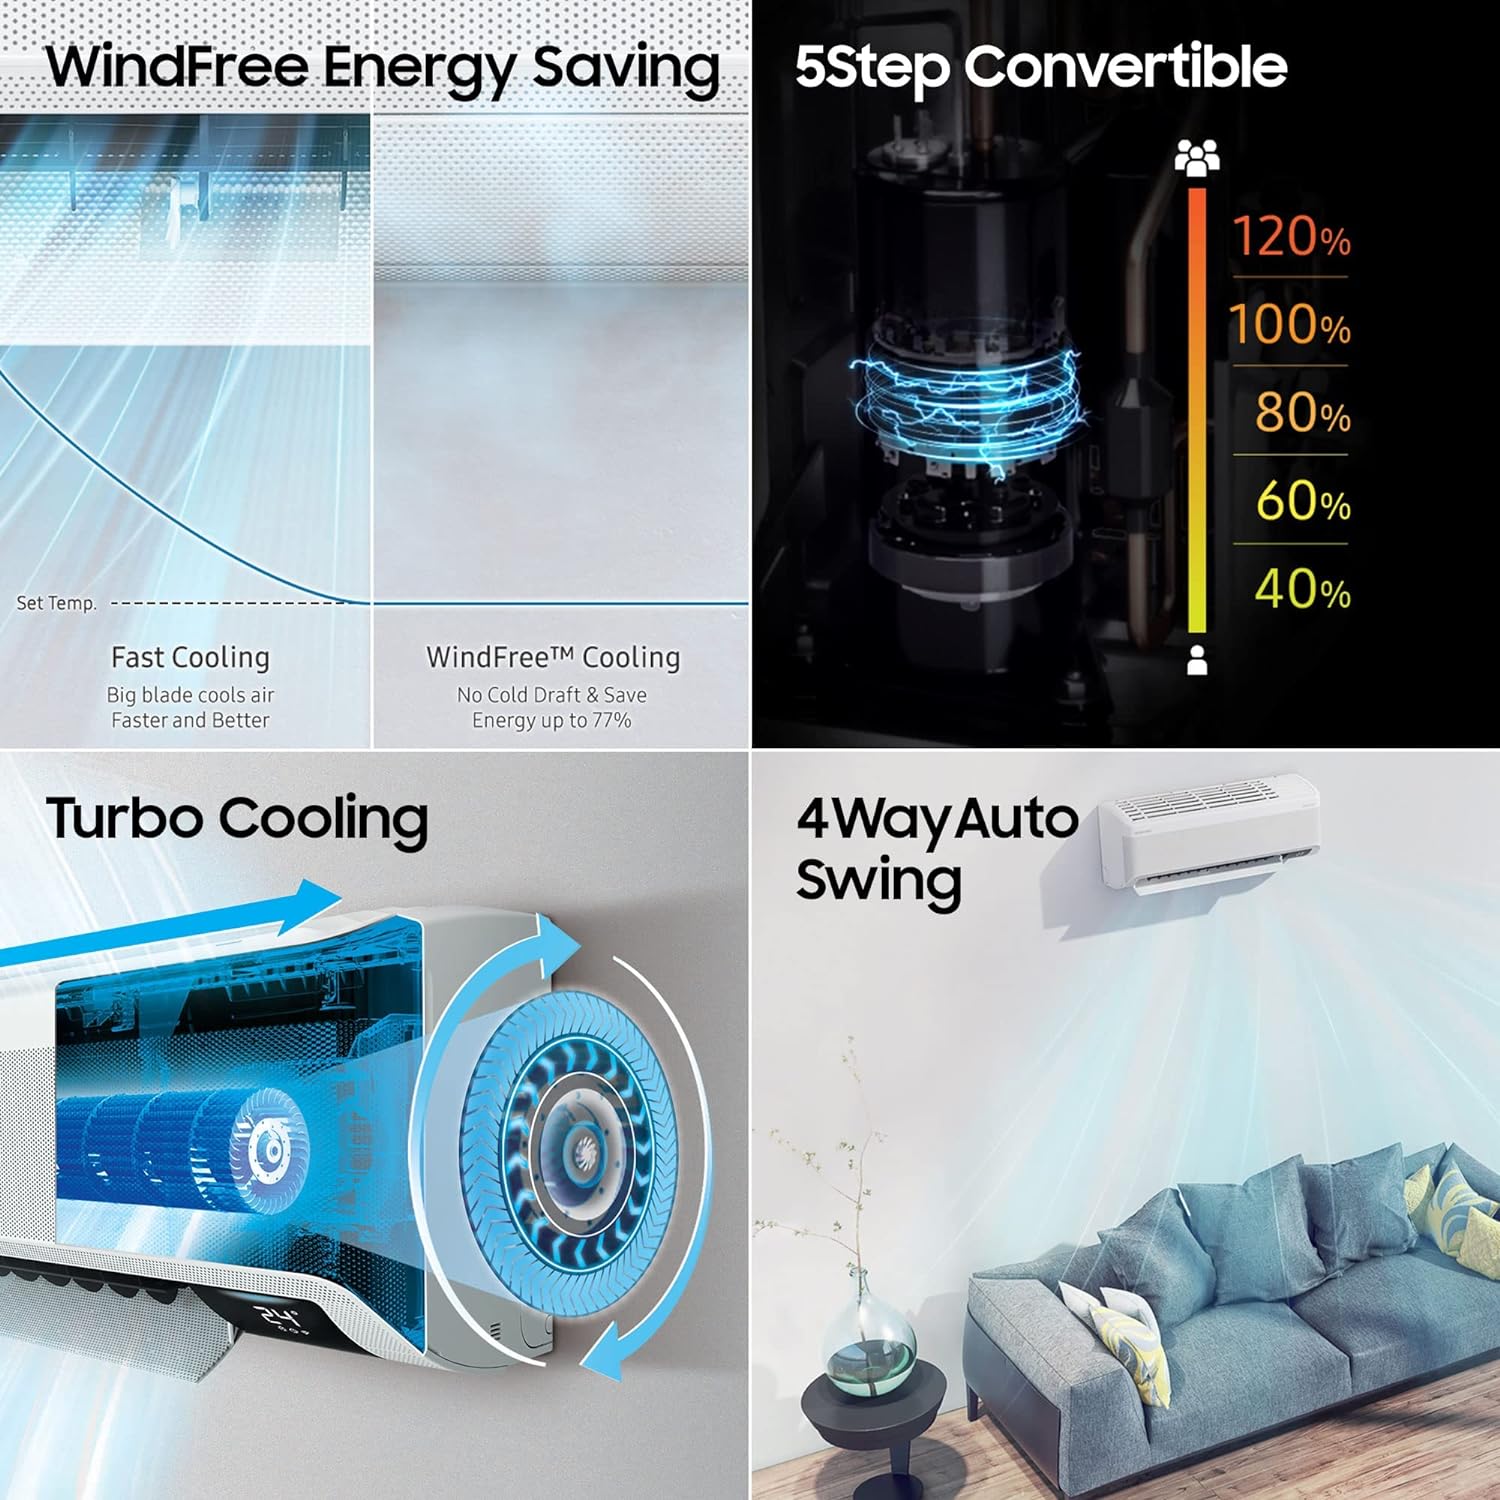 WindFree Energy Saving
Set Temp.
Fast Cooling
Big blade cools air
Faster and Better
WindFree™ Cooling
No Cold Draft & Save
Energy up to 77%
5Step Convertible
120%
100%
80%
60%
40%
Turbo Cooling
24°
4WayAuto
Swing